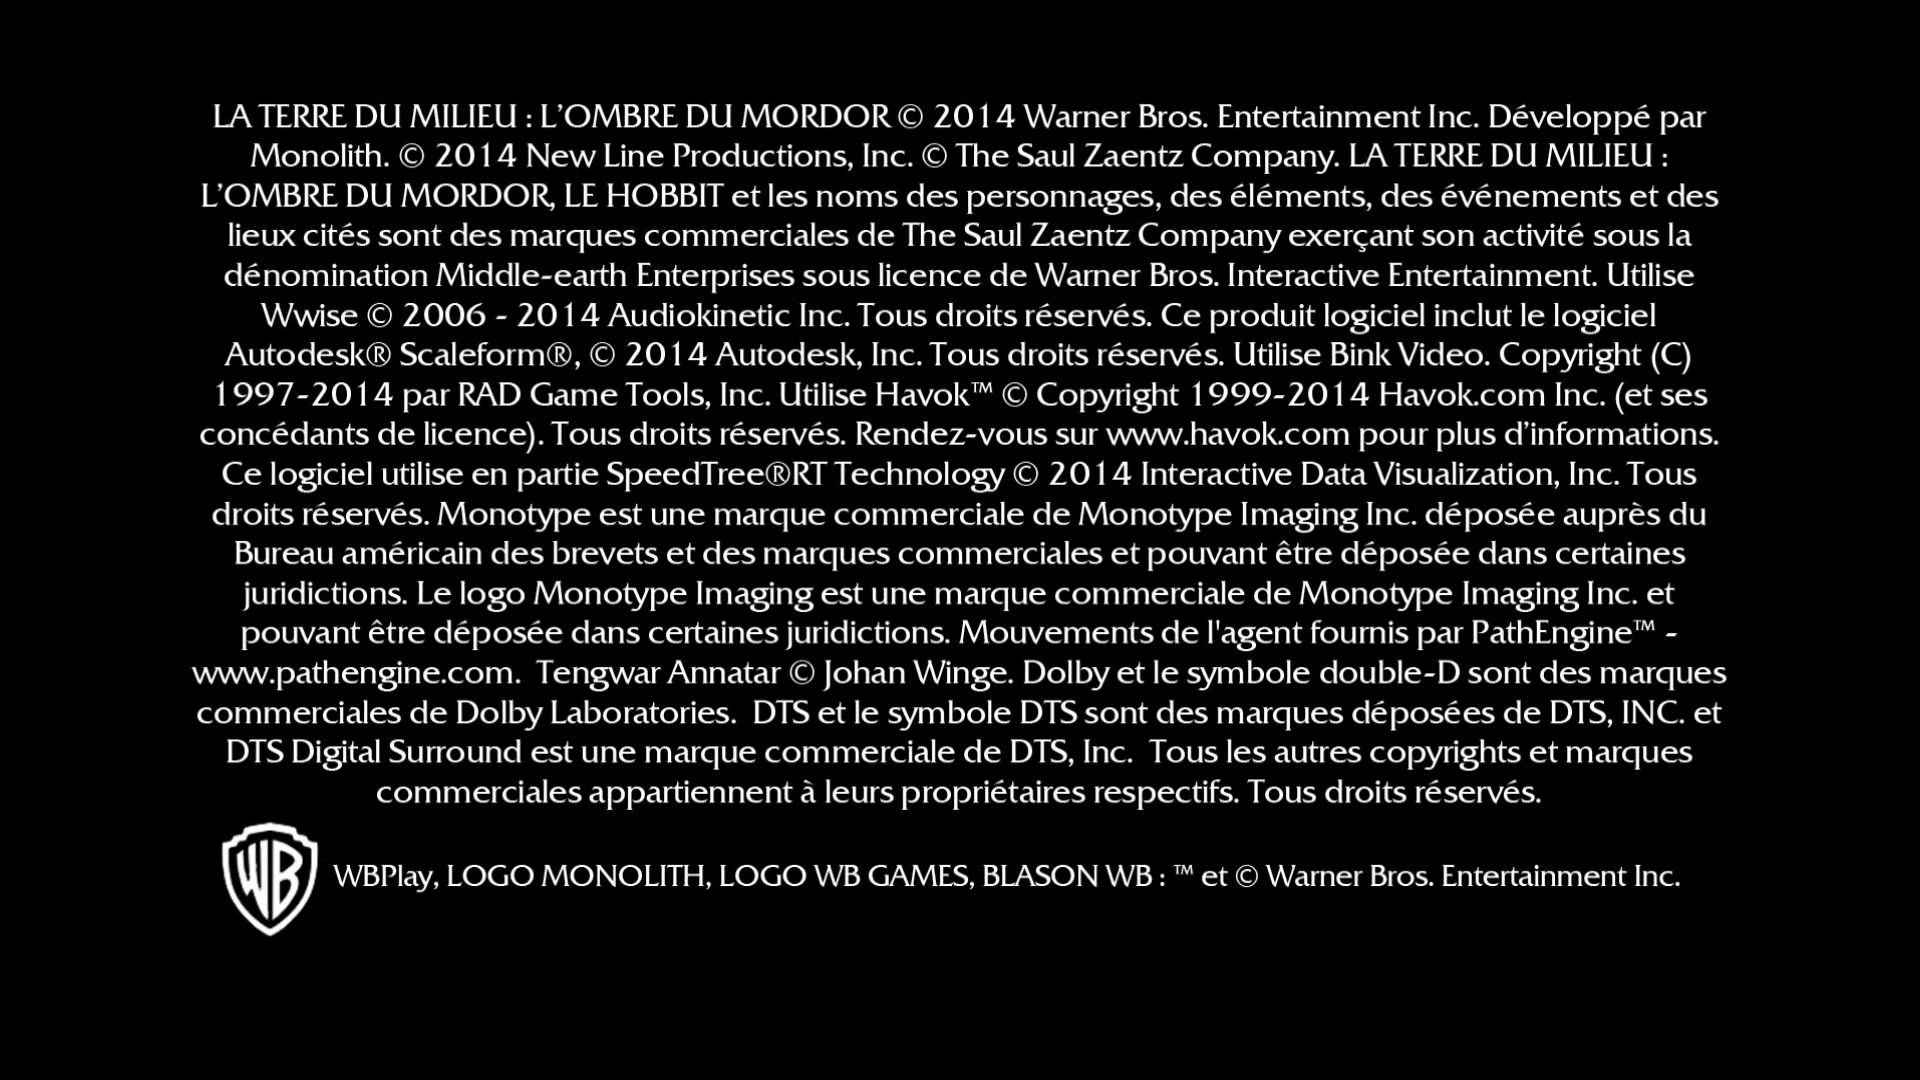 LA TERRE DU MILIEU : L’OMBRE DU MORDOR © 2014 Warner Bros. Entertainment Inc. Développé par
Monolith. © 2014 New Line Productions, Inc. © The Saul Zaentz Company. LA TERRE DU MILIEU :
L’OMBRE DU MORDOR, LE HOBBIT et les noms des personnages, des éléments, des événements et des
lieux cités sont des marques commerciales de The Saul Zaentz Company exerçant son activité sous la
dénomination Middle-earth Enterprises sous licence de Warner Bros. Interactive Entertainment. Utilise
Wwise © 2006 - 2014 Audiokinetic Inc. Tous droits réservés. Ce produit logiciel inclut le logiciel
Autodesk® Scaleform®, © 2014 Autodesk, Inc. Tous droits réservés. Utilise Bink Video. Copyright (C)
1997-2014 par RAD Game Tools, Inc. Utilise Havok™ © Copyright 1999-2014 Havok.com Inc. (et ses
concédants de licence). Tous droits réservés. Rendez-vous sur www.havok.com pour plus d’informations.
Ce logiciel utilise en partie SpeedTree®RT Technology © 2014 Interactive Data Visualization, Inc. Tous
droits réservés. Monotype est une marque commerciale de Monotype Imaging Inc. déposée auprès du
Bureau américain des brevets et des marques commerciales et pouvant être déposée dans certaines
juridictions. Le logo Monotype Imaging est une marque commerciale de Monotype Imaging Inc. et
pouvant être déposée dans certaines juridictions. Mouvements de l'agent fournis par PathEngine™ -
www.pathengine.com.  Tengwar Annatar © Johan Winge. Dolby et le symbole double-D sont des marques
commerciales de Dolby Laboratories.  DTS et le symbole DTS sont des marques déposées de DTS, INC. et
DTS Digital Surround est une marque commerciale de DTS, Inc.  Tous les autres copyrights et marques
commerciales appartiennent à leurs propriétaires respectifs. Tous droits réservés.
WB WBPlay, LOGO MONOLITH, LOGO WB GAMES, BLASON WB : ™ et © Warner Bros. Entertainment Inc.